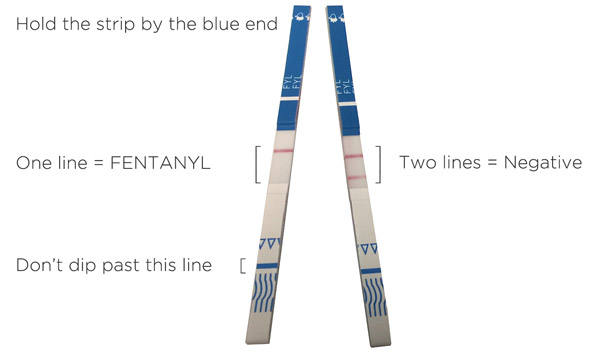 Hold the strip by the blue end
FYL
FYL
FYL
One line = FENTANYL
Two lines = Negative
Don't dip past this line